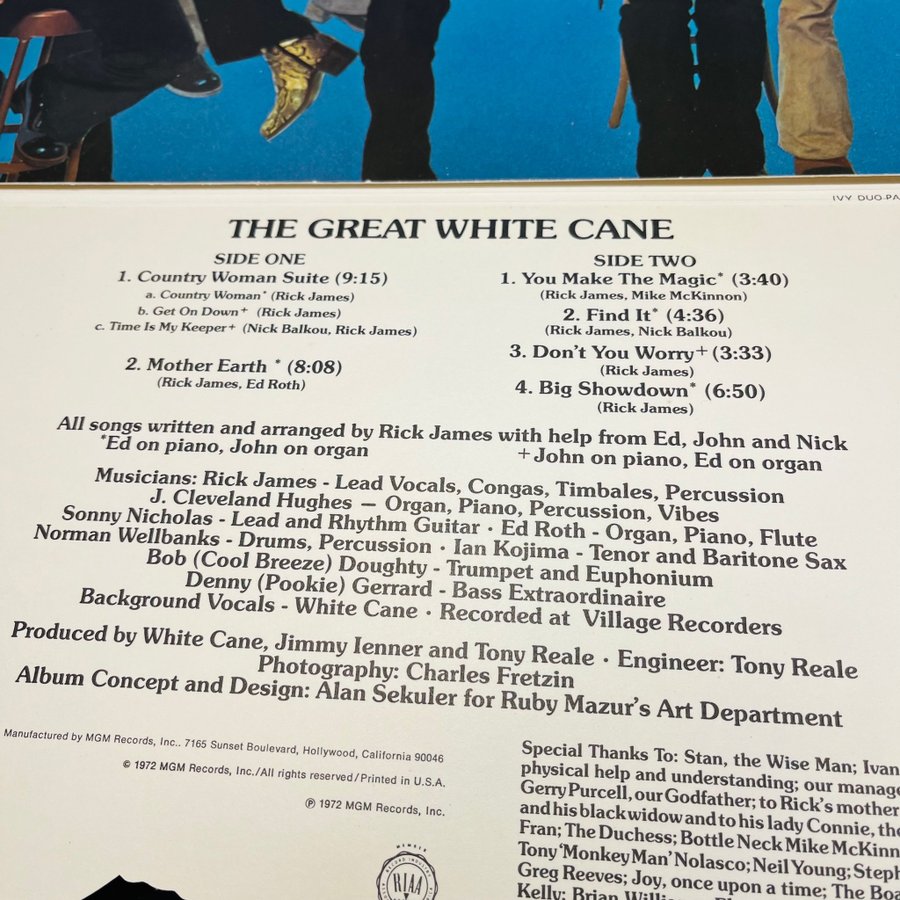 IVY DUO-PA
THE GREAT WHITE CANE
SIDE ONE
1. Country Woman Suite (9:15)
a. Country Woman* (Rick James)
b. Get On Down+ (Rick James)
c. Time Is My Keeper+ (Nick Balkou, Rick James)
2. Mother Earth * (8:08)
(Rick James, Ed Roth)
SIDE TWO
1. You Make The Magic* (3:40)
(Rick James, Mike McKinnon)
2. Find It* (4:36)
(Rick James, Nick Balkou)
3. Don't You Worry+ (3:33)
(Rick James)
4. Big Showdown* (6:50)
(Rick James)
All songs written and arranged by Rick James with help from Ed, John and Nick
*Ed on piano, John on organ +John on piano, Ed on organ
Musicians: Rick James - Lead Vocals, Congas, Timbales, Percussion
J. Cleveland Hughes — Organ, Piano, Percussion, Vibes
Sonny Nicholas - Lead and Rhythm Guitar · Ed Roth - Organ, Piano, Flute
Norman Wellbanks - Drums, Percussion · Ian Kojima - Tenor and Baritone Sax
Bob (Cool Breeze) Doughty - Trumpet and Euphonium
Denny (Pookie) Gerrard - Bass Extraordinaire
Background Vocals - White Cane · Recorded at Village Recorders
Produced by White Cane, Jimmy Ienner and Tony Reale · Engineer: Tony Reale
Photography: Charles Fretzin
Album Concept and Design: Alan Sekuler for Ruby Mazur's Art Department
Manufactured by MGM Records, Inc.. 7165 Sunset Boulevard, Hollywood, California 90046
© 1972 MGM Records, Inc./All rights reserved/Printed in U.S.A.
℗ 1972 MGM Records, Inc.
MEMBER
RIAA
Special Thanks To: Stan, the Wise Man; Ivan
physical help and understanding; our manage
Gerry Purcell, our Godfather; to Rick's mother
and his black widow and to his lady Connie, the
Fran; The Duchess; Bottle Neck Mike McKinn
Tony 'Monkey Man' Nolasco; Neil Young; Steph
Greg Reeves; Joy, once upon a time; The Boa
Kelly; Brian